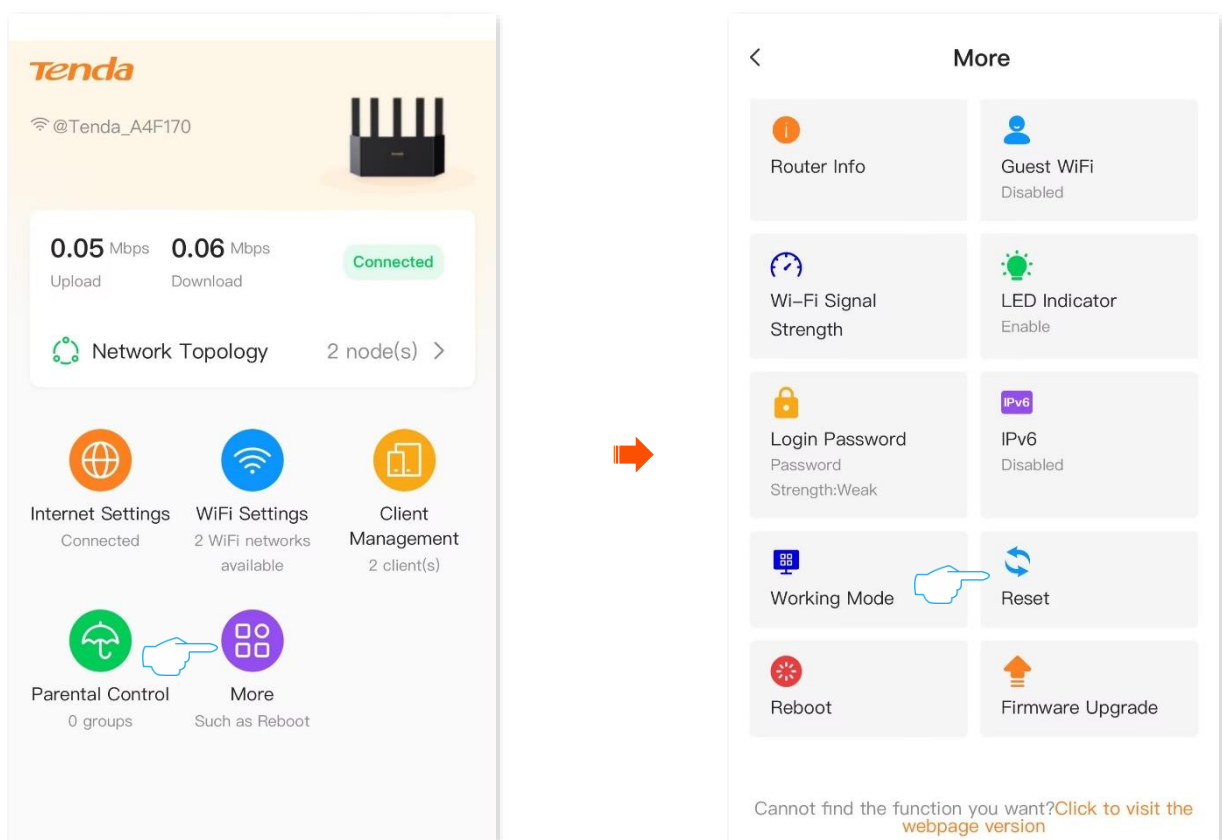 Tenda
@Tenda_A4F170
0.05 Mbps 0.06 Mbps
Upload Download
Connected
Network Topology 2 node(s)
Internet Settings
Connected
WiFi Settings
2 WiFi networks
available
Client
Management
2 client(s)
Parental Control
0 groups
More
Such as Reboot
More
Router Info
Guest WiFi
Disabled
Wi-Fi Signal
Strength
LED Indicator
Enable
Login Password
Password
Strength:Weak
IPv6
IPv6
Disabled
Working Mode
Reset
Reboot
Firmware Upgrade
Cannot find the function you want?Click to visit the
webpage version